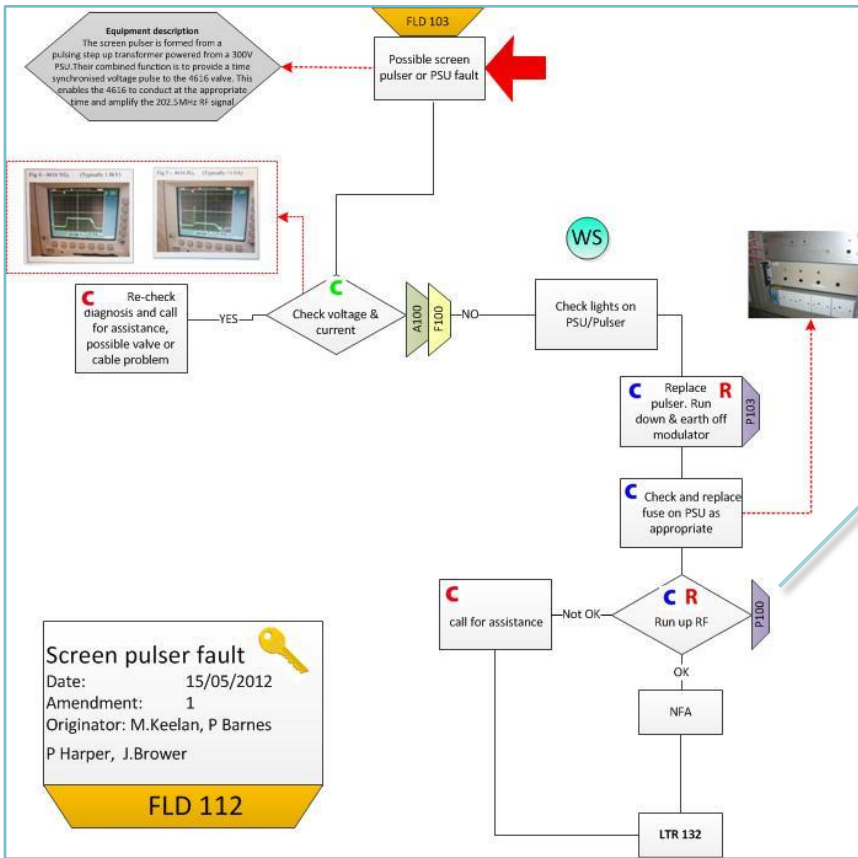 FLD 103
Equipment description
The screen pulser is formed from a
pulsing step up transformer powered from a 300V
PSU.Their combined function is to provide a time
synchronised voltage pulse to the 4616 valve. This
enables the 4616 to conduct at the appropriate
time and amplify the 202.5MHz RF signal
Possible screen
pulser or PSU fault
WS
C
Check voltage &
current
A100
F100
YES
NO
C Re-check
diagnosis and call
for assistance,
possible valve or
cable problem
Check lights on
PSU/Pulser
C Replace R
pulser. Run
down & earth off
modulator
P103
C Check and replace
fuse on PSU as
appropriate
C R
Run up RF
P100
Not OK
C
call for assistance
OK
NFA
LTR 132
Screen pulser fault
Date: 15/05/2012
Amendment: 1
Originator: M.Keelan, P Barnes
P Harper, J.Brower
FLD 112